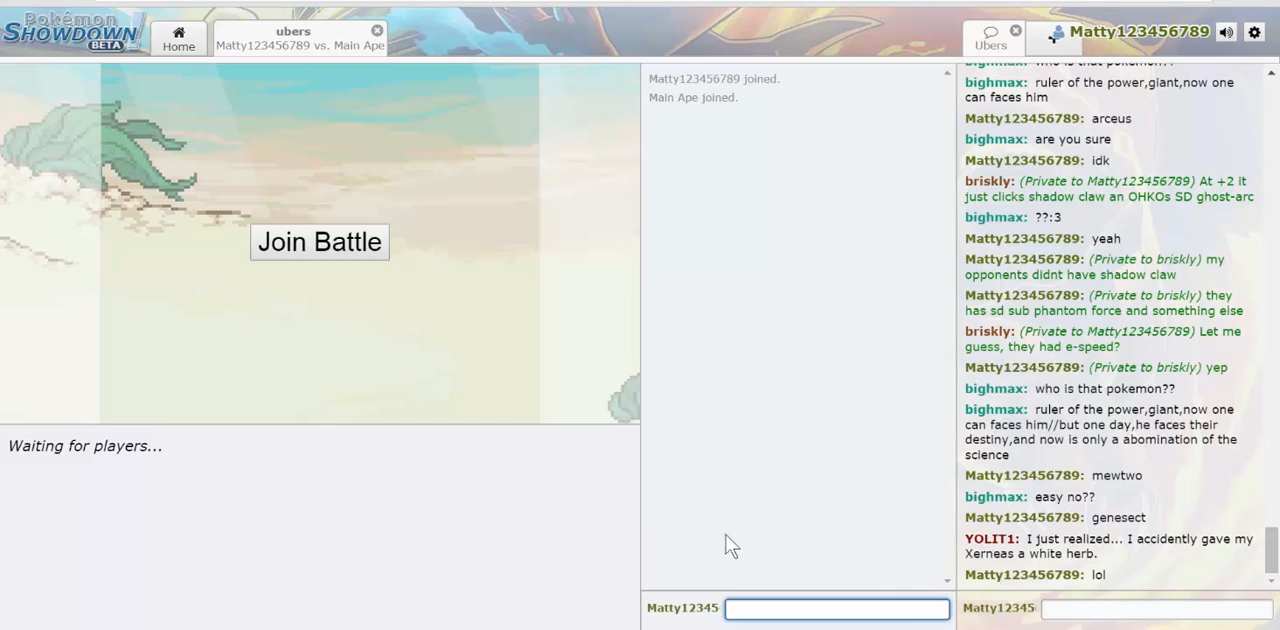 Pokémon
SHOWDOWN
BETA
Home
ubers
Matty123456789 vs. Main Ape
Ubers
Matty123456789
Join Battle
Waiting for players...
Matty123456789 joined.
Main Ape joined.
Matty12345
bighmax: who is that pokemon??
bighmax: ruler of the power,giant,now one
can faces him
Matty123456789: arceus
bighmax: are you sure
Matty123456789: idk
briskly: (Private to Matty123456789) At +2 it
just clicks shadow claw an OHKOs SD ghost-arc
bighmax: ??:3
Matty123456789: yeah
Matty123456789: (Private to briskly) my
opponents didnt have shadow claw
Matty123456789: (Private to briskly) they
has sd sub phantom force and something else
briskly: (Private to Matty123456789) Let me
guess, they had e-speed?
Matty123456789: (Private to briskly) yep
bighmax: who is that pokemon??
bighmax: ruler of the power,giant,now one
can faces him//but one day,he faces their
destiny,and now is only a abomination of the
science
Matty123456789: mewtwo
bighmax: easy no??
Matty123456789: genesect
YOLIT1: I just realized... I accidently gave my
Xerneas a white herb.
Matty123456789: lol
Matty12345